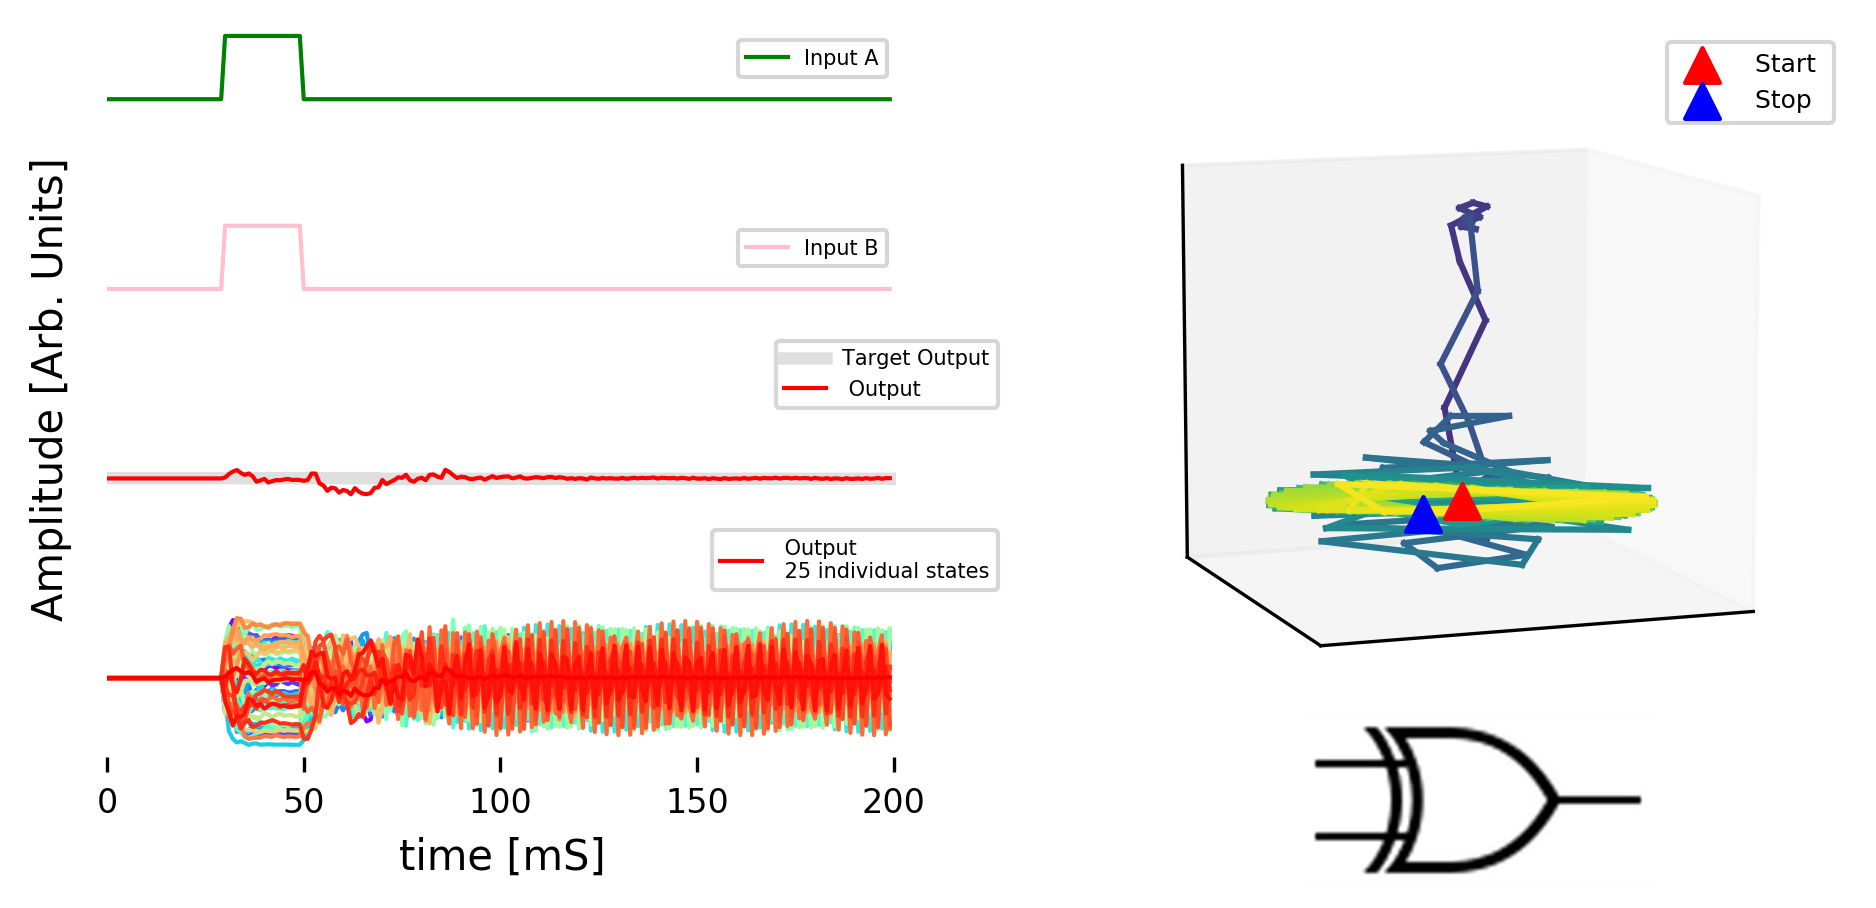 Input A
Input B
Target Output
Output
Output
25 individual states
Amplitude [Arb. Units]
0 50 100 150 200
time [mS]
Start
Stop